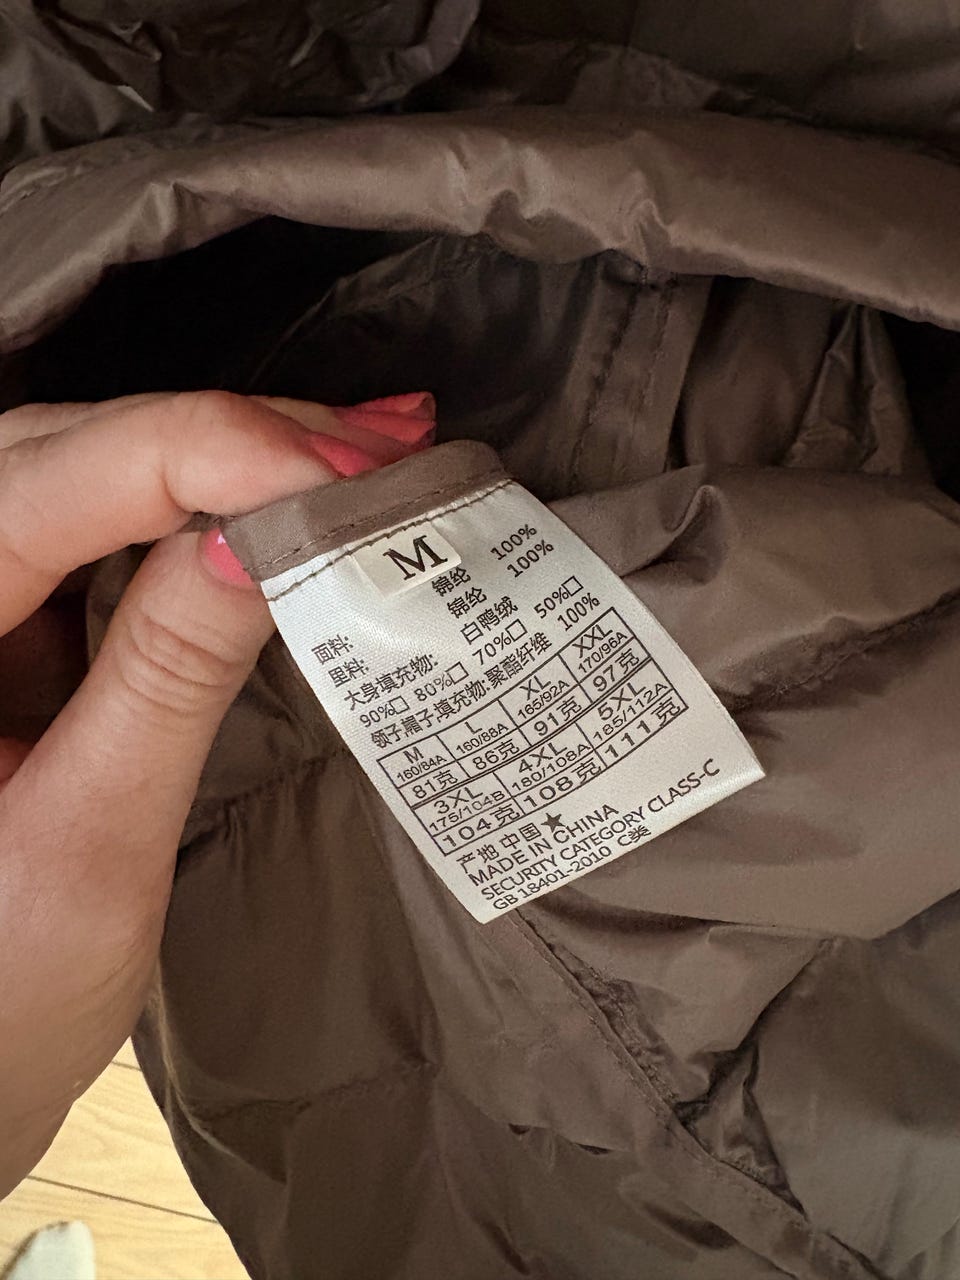 M
面料: 锦纶 100%
里料: 锦纶 100%
大身填充物: 白鸭绒
90%□ 80%□ 70%□ 50%□
领子,帽子,填充物:聚酯纤维 100%
M L XL XXL
160/84A 160/88A 165/92A 170/96A
81克 86克 91克 97克
3XL 4XL 5XL
175/104B 180/108A 185/112A
104克 108克 111克
产地 中国★
MADE IN CHINA
SECURITY CATEGORY CLASS-C
GB 18401-2010 C类